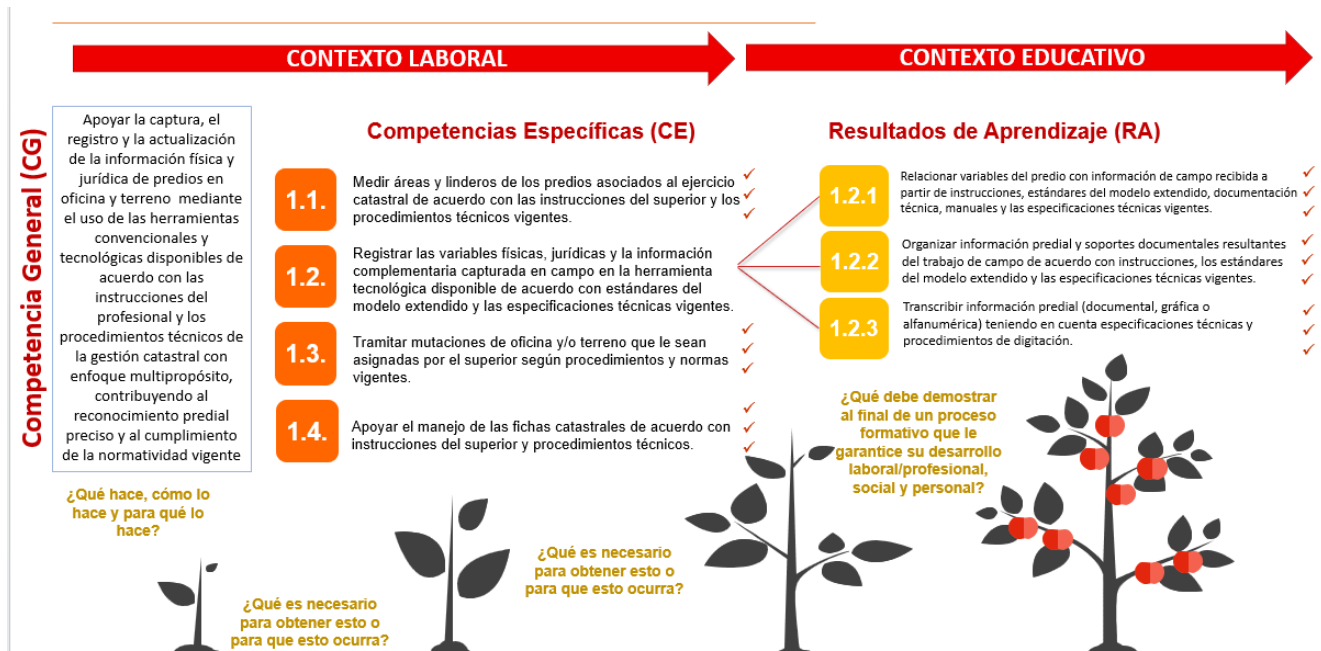 CONTEXTO LABORAL
CONTEXTO EDUCATIVO
Competencia General (CG)
Apoyar la captura, el
registro y la actualización
de la información física y
jurídica de predios en
oficina y terreno mediante
el uso de las herramientas
convencionales y
tecnológicas disponibles de
acuerdo con las
instrucciones del
profesional y los
procedimientos técnicos de
la gestión catastral con
enfoque multipropósito,
contribuyendo al
reconocimiento predial
preciso y al cumplimiento
de la normatividad vigente
¿Qué hace, cómo lo
hace y para qué lo
hace?
Competencias Específicas (CE)
1.1.
Medir áreas y linderos de los predios asociados al ejercicio
catastral de acuerdo con las instrucciones del superior y los
procedimientos técnicos vigentes.
1.2.
Registrar las variables físicas, jurídicas y la información
complementaria capturada en campo en la herramienta
tecnológica disponible de acuerdo con estándares del
modelo extendido y las especificaciones técnicas vigentes.
1.3.
Tramitar mutaciones de oficina y/o terreno que le sean
asignadas por el superior según procedimientos y normas
vigentes.
1.4.
Apoyar el manejo de las fichas catastrales de acuerdo con
instrucciones del superior y procedimientos técnicos.
¿Qué es necesario
para obtener esto o
para que esto ocurra?
¿Qué es necesario
para obtener esto o
para que esto ocurra?
Resultados de Aprendizaje (RA)
1.2.1
Relacionar variables del predio con información de campo recibida a
partir de instrucciones, estándares del modelo extendido, documentación
técnica, manuales y las especificaciones técnicas vigentes.
1.2.2
Organizar información predial y soportes documentales resultantes
del trabajo de campo de acuerdo con instrucciones, los estándares
del modelo extendido y las especificaciones técnicas vigentes.
1.2.3
Transcribir información predial (documental, gráfica o
alfanumérica) teniendo en cuenta especificaciones técnicas y
procedimientos de digitación.
¿Qué debe demostrar
al final de un proceso
formativo que le
garantice su desarrollo
laboral/profesional,
social y personal?